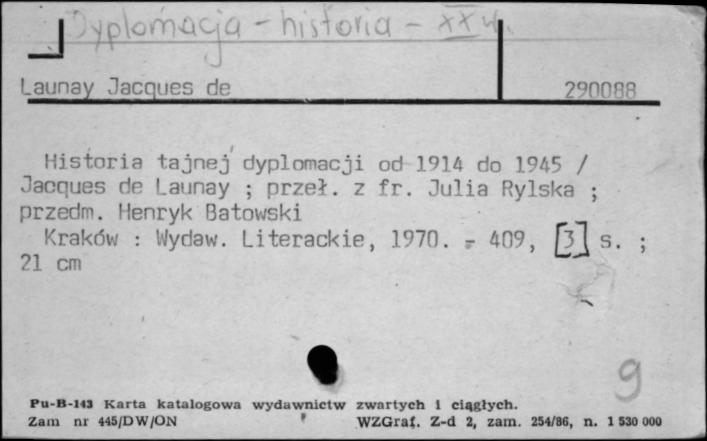 Dyplomacja - historia - XX w.
Launay Jacques de 290088
Historia tajnej dyplomacji od 1914 do 1945 /
Jacques de Launay ; przeł. z fr. Julia Rylska ;
przedm. Henryk Batowski
Kraków : Wydaw. Literackie, 1970. - 409, [3] s. ;
21 cm
9
Pu-B-143 Karta katalogowa wydawnictw zwartych i ciągłych.
Zam nr 445/DW/ON WZGraf. Z-d 2, zam. 254/86, n. 1 530 000